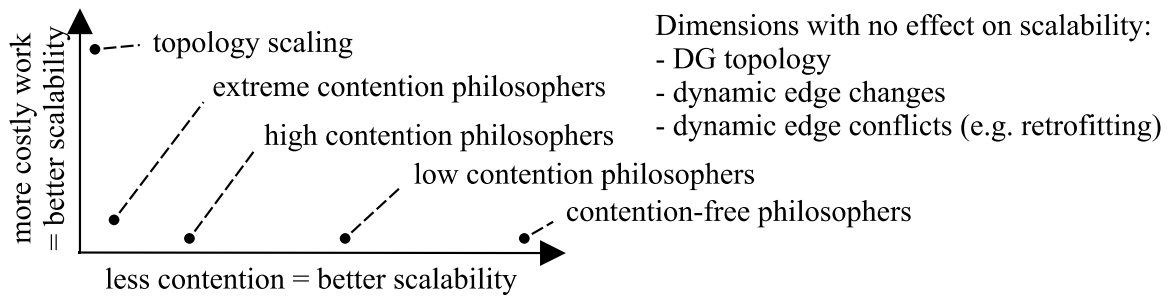 more costly work
= better scalability
topology scaling
extreme contention philosophers
high contention philosophers
low contention philosophers
contention-free philosophers
less contention = better scalability
Dimensions with no effect on scalability:
- DG topology
- dynamic edge changes
- dynamic edge conflicts (e.g. retrofitting)